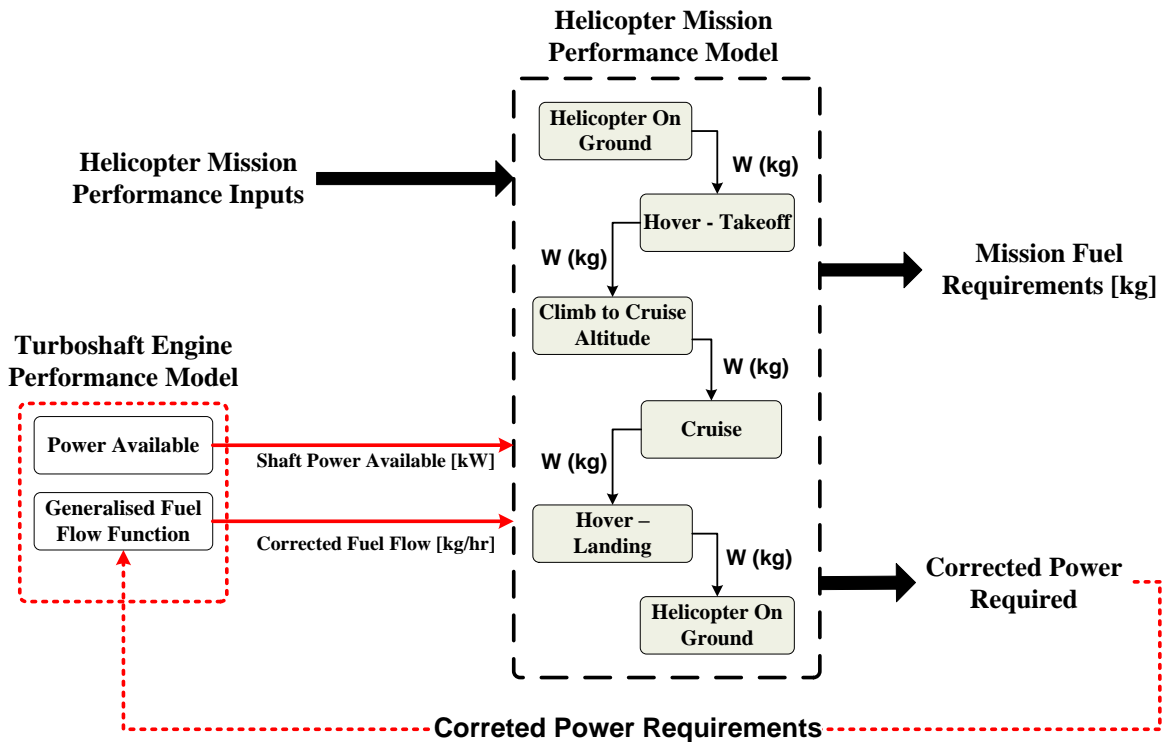 Helicopter Mission
Performance Model
Helicopter On
Ground
W (kg)
Helicopter Mission
Performance Inputs
Hover - Takeoff
W (kg)
Mission Fuel
Requirements [kg]
Climb to Cruise
Altitude
W (kg)
Turboshaft Engine
Performance Model
Power Available
Shaft Power Available [kW]
Cruise
W (kg)
Generalised Fuel
Flow Function
Corrected Fuel Flow [kg/hr]
Hover –
Landing
W (kg)
Corrected Power
Required
Helicopter On
Ground
Correted Power Requirements